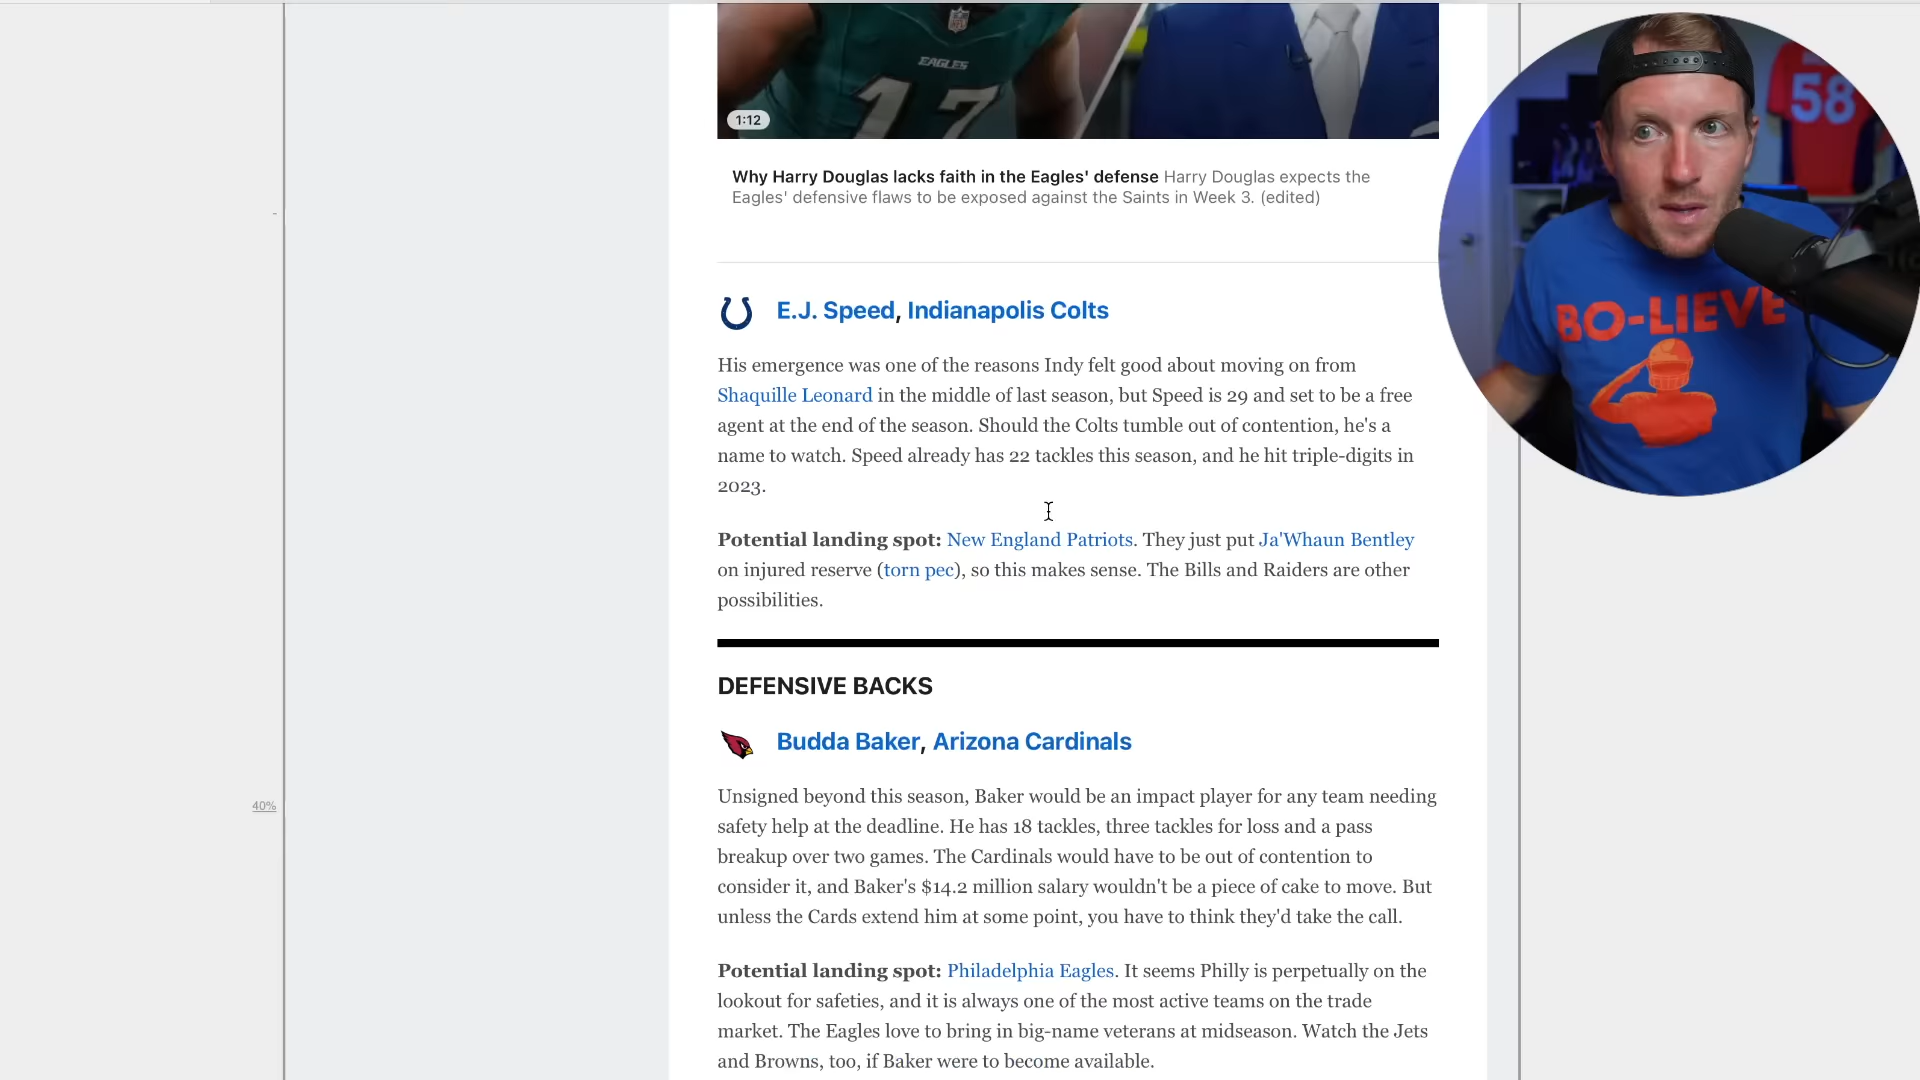 EAGLES
17
1:12
58
Why Harry Douglas lacks faith in the Eagles' defense Harry Douglas expects the
Eagles' defensive flaws to be exposed against the Saints in Week 3. (edited)
E.J. Speed, Indianapolis Colts
BO-LIEVE
His emergence was one of the reasons Indy felt good about moving on from
Shaquille Leonard in the middle of last season, but Speed is 29 and set to be a free
agent at the end of the season. Should the Colts tumble out of contention, he's a
name to watch. Speed already has 22 tackles this season, and he hit triple-digits in
2023.
Potential landing spot: New England Patriots. They just put Ja'Whaun Bentley
on injured reserve (torn pec), so this makes sense. The Bills and Raiders are other
possibilities.
DEFENSIVE BACKS
Budda Baker, Arizona Cardinals
Unsigned beyond this season, Baker would be an impact player for any team needing
safety help at the deadline. He has 18 tackles, three tackles for loss and a pass
40%
breakup over two games. The Cardinals would have to be out of contention to
consider it, and Baker's $14.2 million salary wouldn't be a piece of cake to move. But
unless the Cards extend him at some point, you have to think they'd take the call.
Potential landing spot: Philadelphia Eagles. It seems Philly is perpetually on the
lookout for safeties, and it is always one of the most active teams on the trade
market. The Eagles love to bring in big-name veterans at midseason. Watch the Jets
and Browns, too, if Baker were to become available.